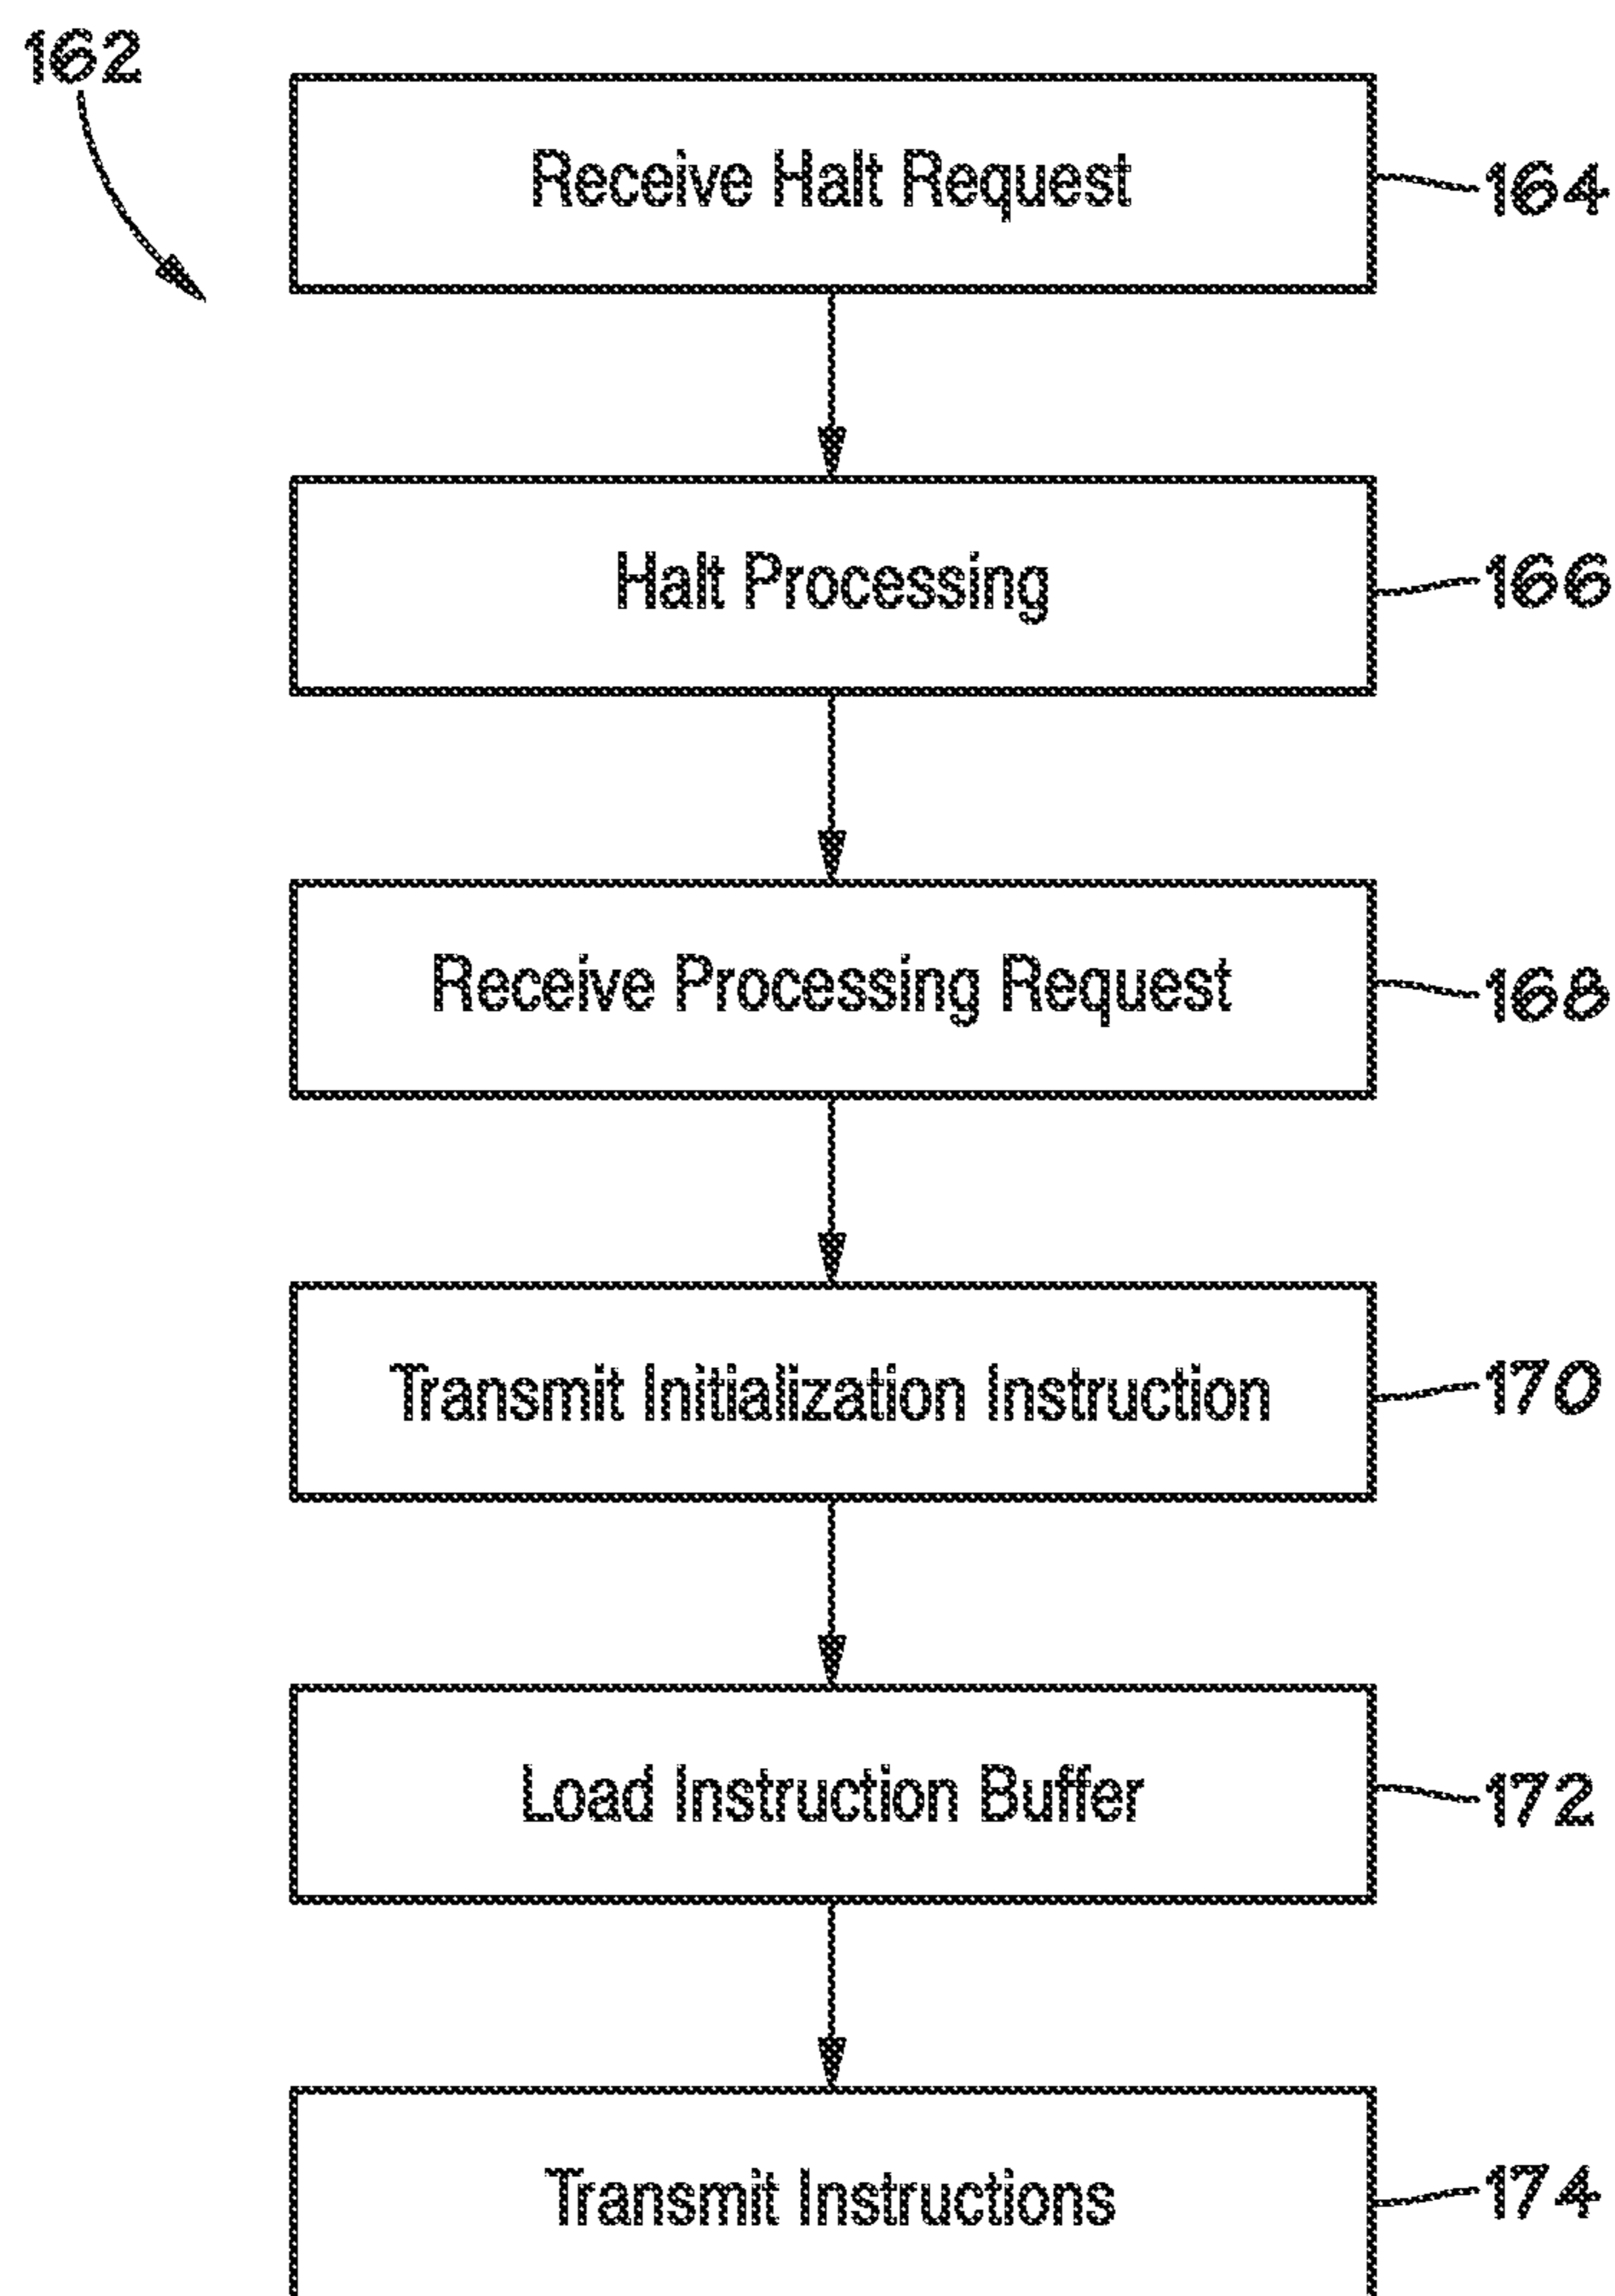 162
Receive Halt Request
164
Halt Processing
166
Receive Processing Request
168
Transmit Initialization Instruction
170
Load Instruction Buffer
172
Transmit Instructions
174